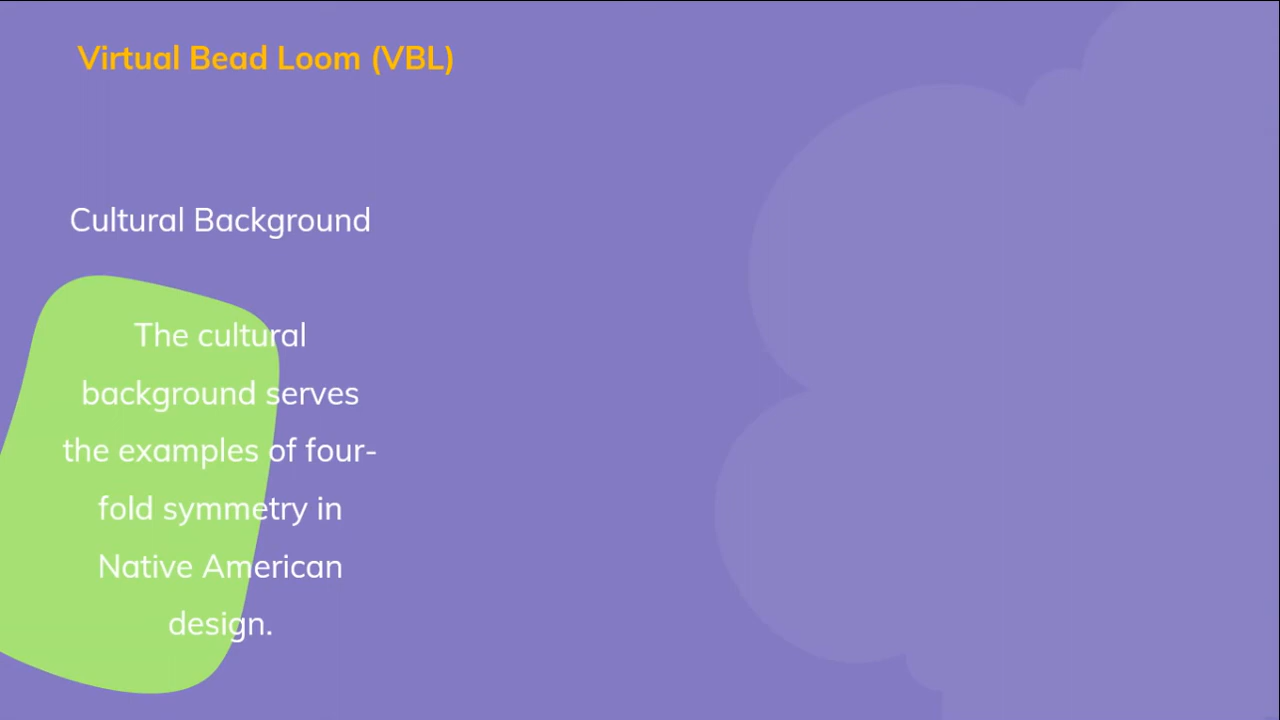 Virtual Bead Loom (VBL)
Cultural Background
The cultural
background serves
the examples of four-
fold symmetry in
Native American
design.